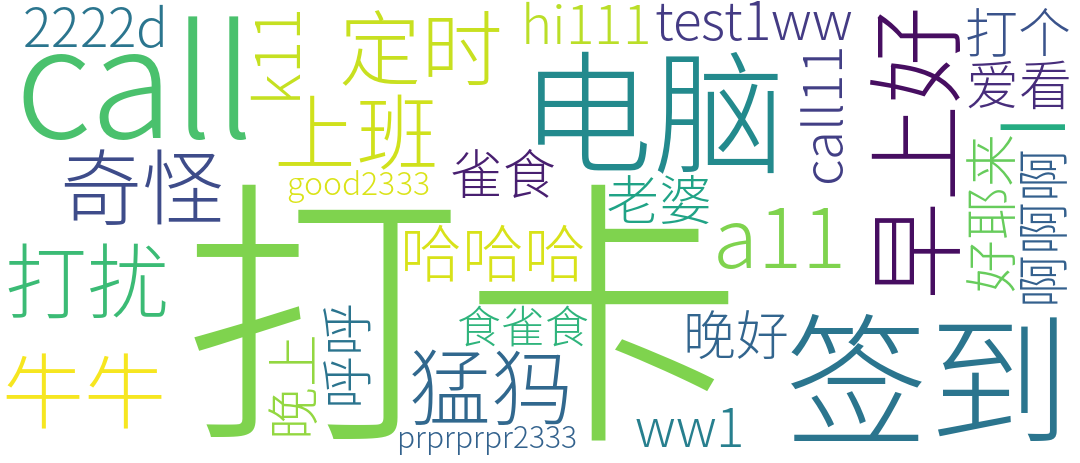 2222d
call
k11
定时
hi111
test1ww
打个
爱看
上班
电脑
call11
早上好
一
奇怪
good2333
雀食
老婆
好耶来
啊啊啊
打扰
打卡
哈哈哈
a11
食雀食
晚好
签到
牛牛
晚上
呼呼
猛犸
prprprpr2333
ww1